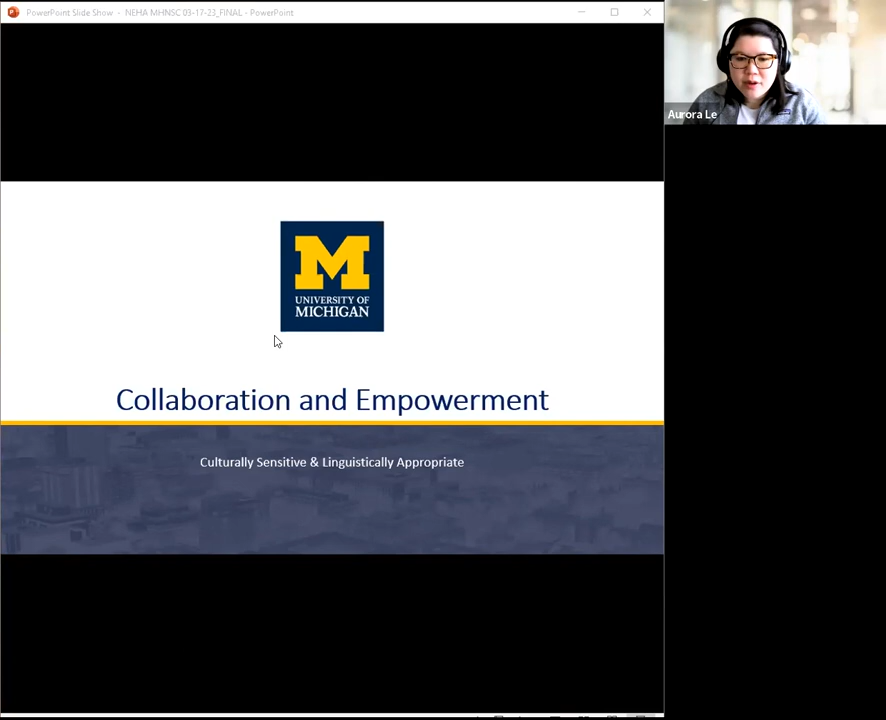 PowerPoint Slide Show - NEHA MHNSC 03-17-23_FINAL - PowerPoint
Aurora Le
M
UNIVERSITY OF
MICHIGAN
Collaboration and Empowerment
Culturally Sensitive & Linguistically Appropriate